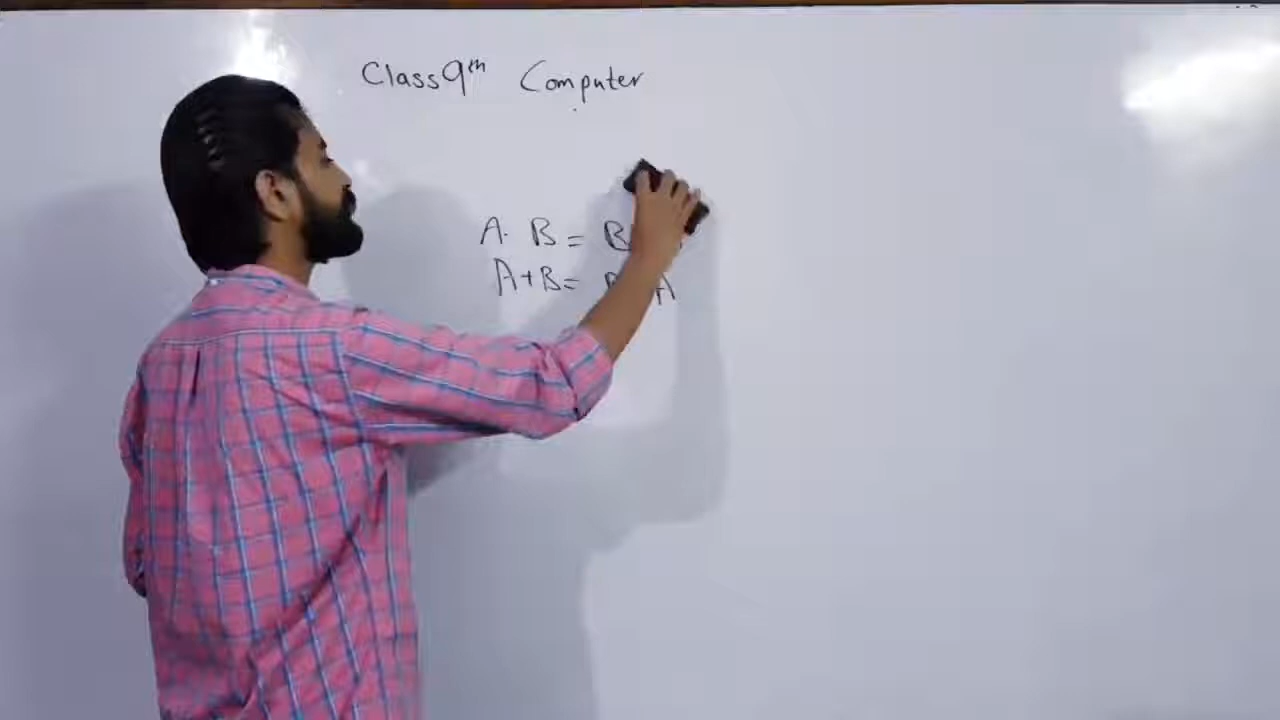 Class 9th Computer
A. B = B
A+B= A